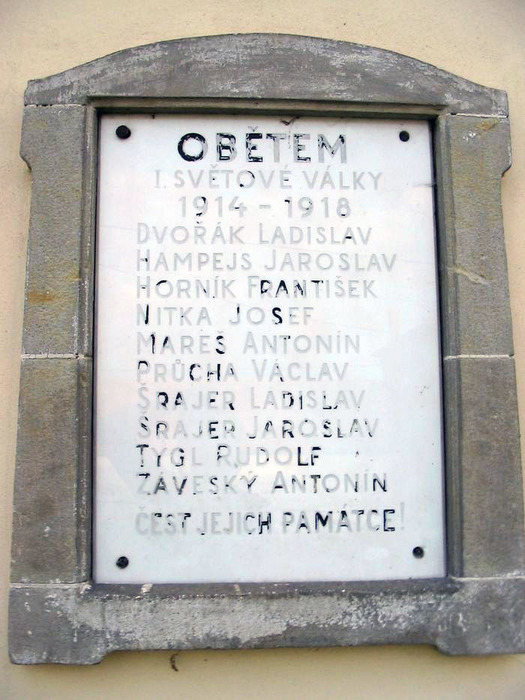 OBĚTEM
I. SVĚTOVÉ VÁLKY
1914 - 1918
DVOŘÁK LADISLAV
HAMPEJS JAROSLAV
HORNÍK FRANTIŠEK
NITKA JOSEF
MAREŠ ANTONÍN
PRŮCHA VÁCLAV
ŠRAJER LADISLAV
ŠRAJER JAROSLAV
TYGL RUDOLF
ZÁVESKÝ ANTONÍN
ČEST JEJICH PAMÁTCE!